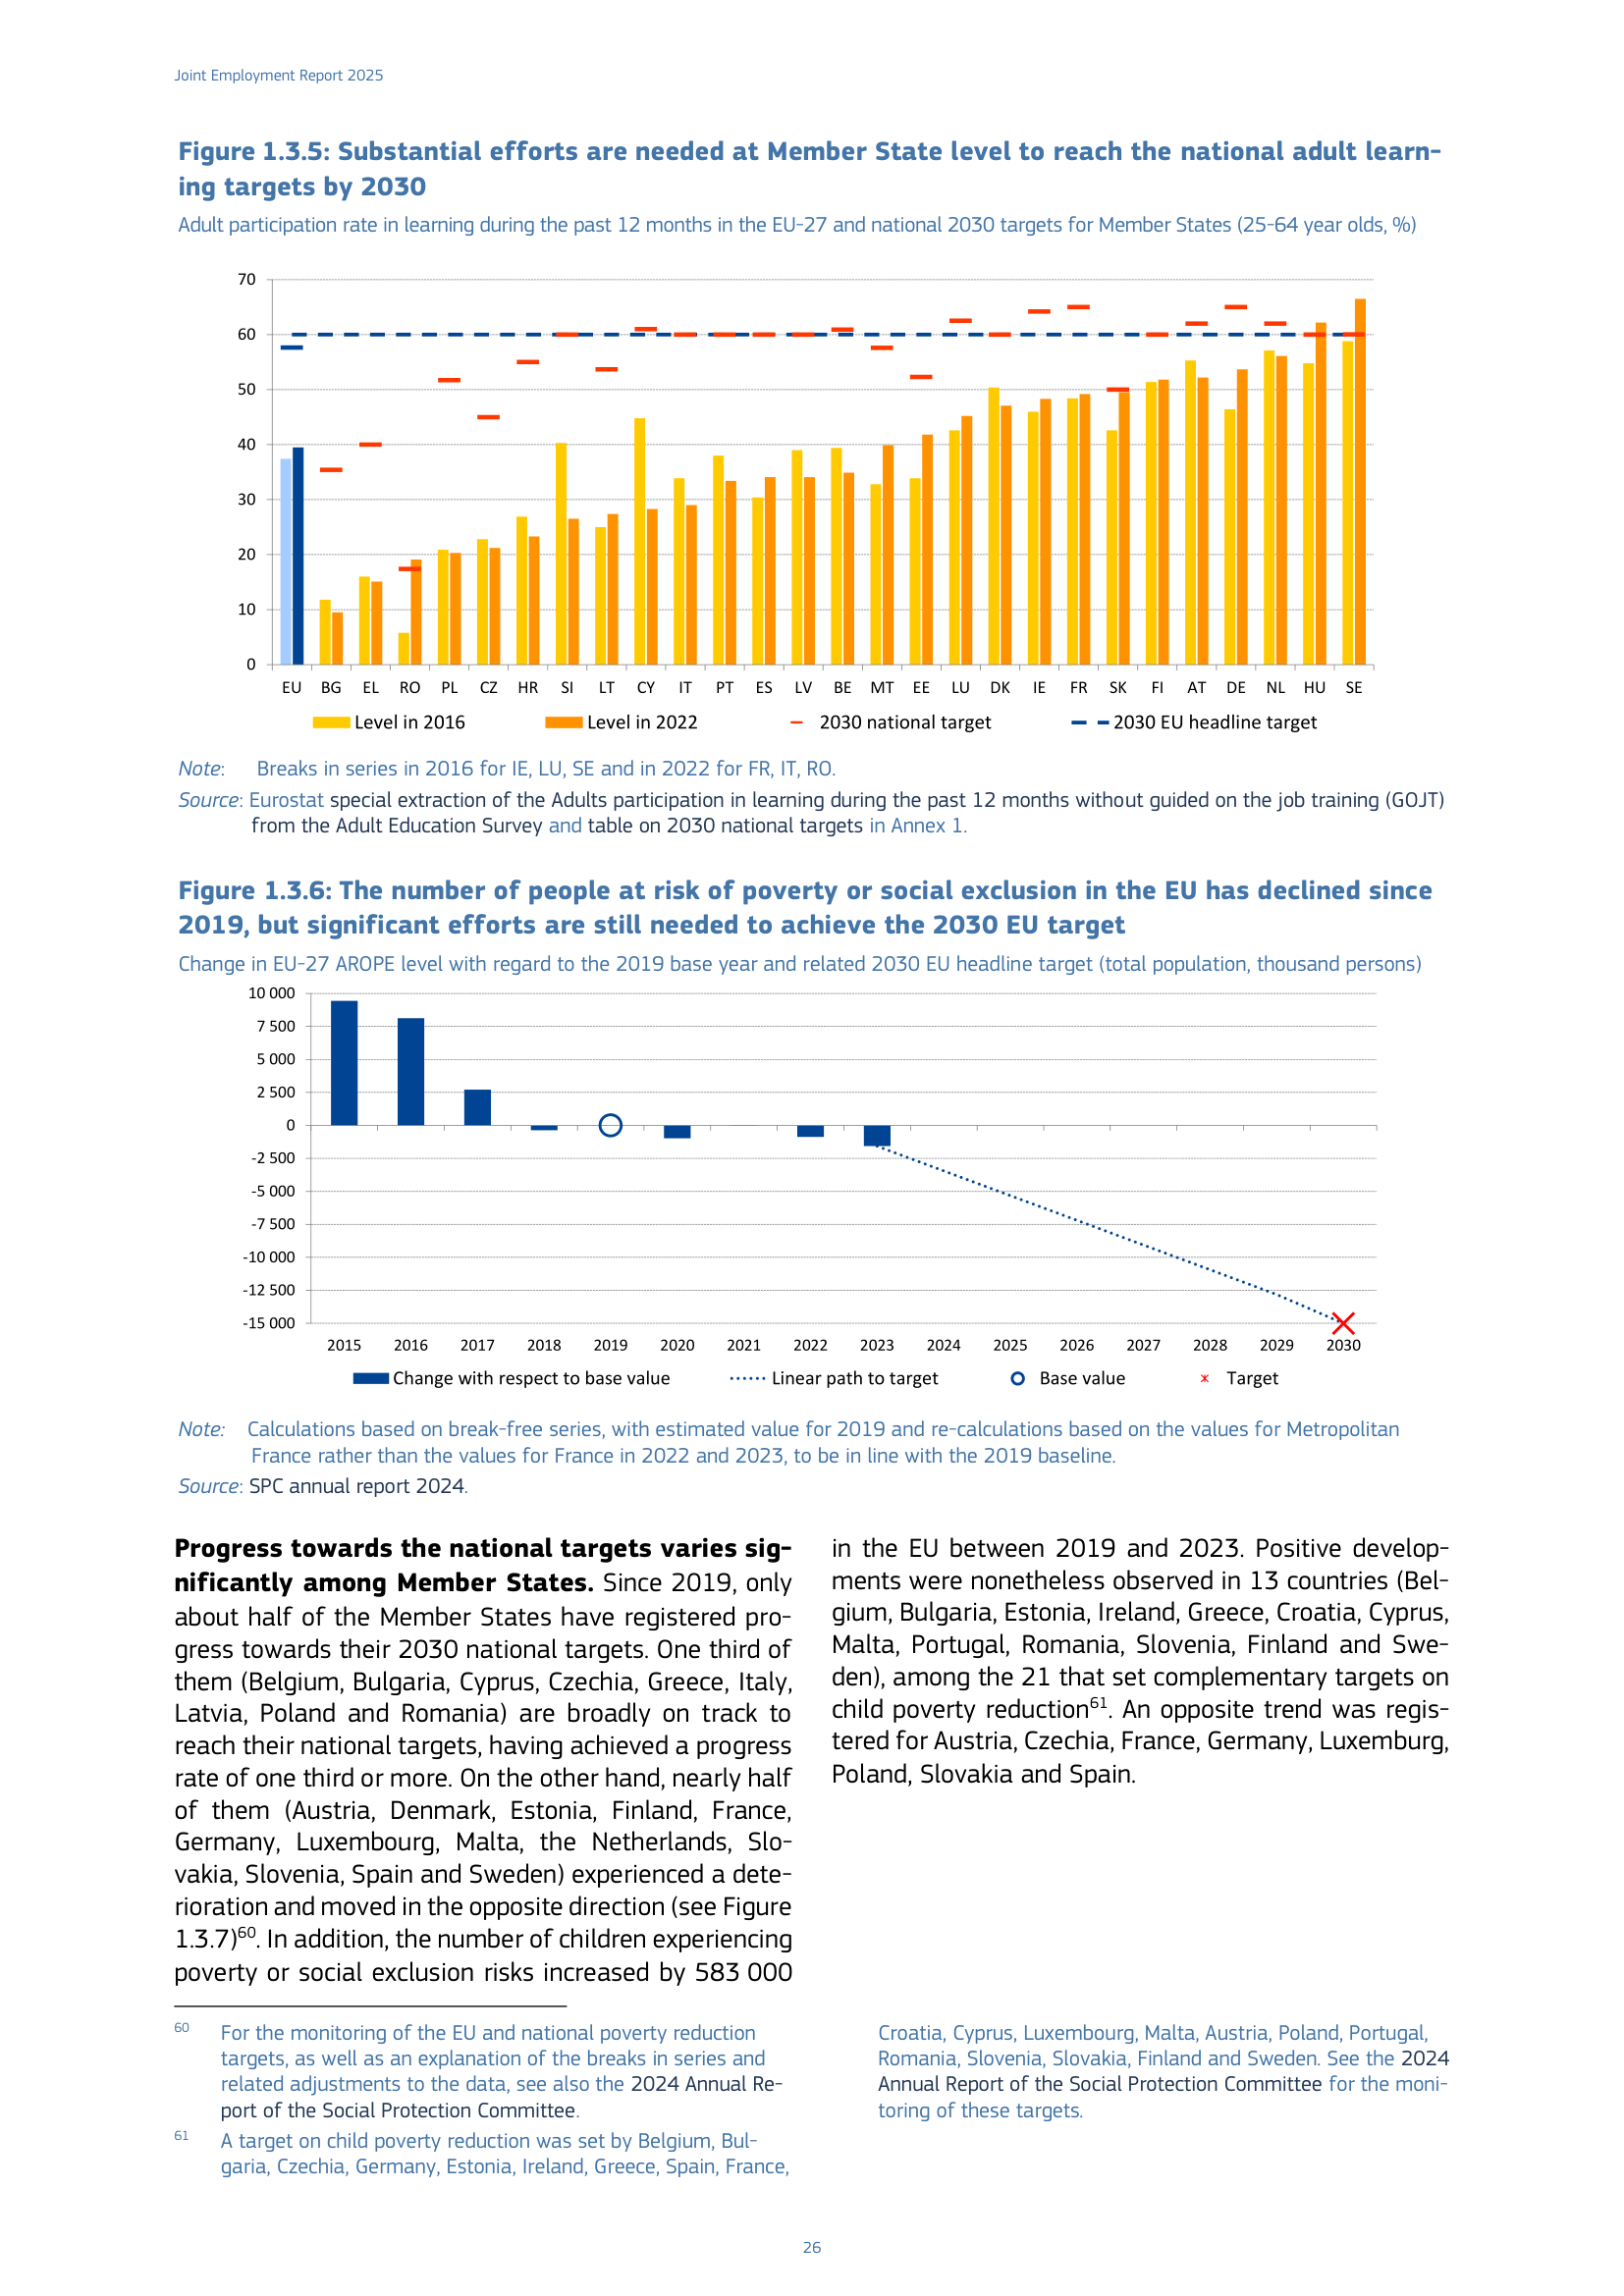 Joint Employment Report 2025
Figure 1.3.5: Substantial efforts are needed at Member State level to reach the national adult learn-
ing targets by 2030
Adult participation rate in learning during the past 12 months in the EU-27 and national 2030 targets for Member States (25-64 year olds, %)
70
60
50
40
30
20
10
0
EU BG EL RO PL CZ HR SI LT CY IT PT ES LV BE MT EE LU DK IE FR SK FI AT DE NL HU SE
Level in 2016 Level in 2022 2030 national target 2030 EU headline target
Note: Breaks in series in 2016 for IE, LU, SE and in 2022 for FR, IT, RO.
Source: Eurostat special extraction of the Adults participation in learning during the past 12 months without guided on the job training (GOJT)
from the Adult Education Survey and table on 2030 national targets in Annex 1.
Figure 1.3.6: The number of people at risk of poverty or social exclusion in the EU has declined since
2019, but significant efforts are still needed to achieve the 2030 EU target
Change in EU-27 AROPE level with regard to the 2019 base year and related 2030 EU headline target (total population, thousand persons)
10 000
7 500
5 000
2 500
0
-2 500
-5 000
-7 500
-10 000
-12 500
-15 000
2015 2016 2017 2018 2019 2020 2021 2022 2023 2024 2025 2026 2027 2028 2029 2030
Change with respect to base value Linear path to target Base value Target
Note: Calculations based on break-free series, with estimated value for 2019 and re-calculations based on the values for Metropolitan
France rather than the values for France in 2022 and 2023, to be in line with the 2019 baseline.
Source: SPC annual report 2024.
Progress towards the national targets varies sig-
nificantly among Member States. Since 2019, only
about half of the Member States have registered pro-
gress towards their 2030 national targets. One third of
them (Belgium, Bulgaria, Cyprus, Czechia, Greece, Italy,
Latvia, Poland and Romania) are broadly on track to
reach their national targets, having achieved a progress
rate of one third or more. On the other hand, nearly half
of them (Austria, Denmark, Estonia, Finland, France,
Germany, Luxembourg, Malta, the Netherlands, Slo-
vakia, Slovenia, Spain and Sweden) experienced a dete-
rioration and moved in the opposite direction (see Figure
1.3.7)60. In addition, the number of children experiencing
poverty or social exclusion risks increased by 583 000
in the EU between 2019 and 2023. Positive develop-
ments were nonetheless observed in 13 countries (Bel-
gium, Bulgaria, Estonia, Ireland, Greece, Croatia, Cyprus,
Malta, Portugal, Romania, Slovenia, Finland and Swe-
den), among the 21 that set complementary targets on
child poverty reduction61. An opposite trend was regis-
tered for Austria, Czechia, France, Germany, Luxemburg,
Poland, Slovakia and Spain.
60 For the monitoring of the EU and national poverty reduction
targets, as well as an explanation of the breaks in series and
related adjustments to the data, see also the 2024 Annual Re-
port of the Social Protection Committee.
61 A target on child poverty reduction was set by Belgium, Bul-
garia, Czechia, Germany, Estonia, Ireland, Greece, Spain, France,
Croatia, Cyprus, Luxembourg, Malta, Austria, Poland, Portugal,
Romania, Slovenia, Slovakia, Finland and Sweden. See the 2024
Annual Report of the Social Protection Committee for the moni-
toring of these targets.
26